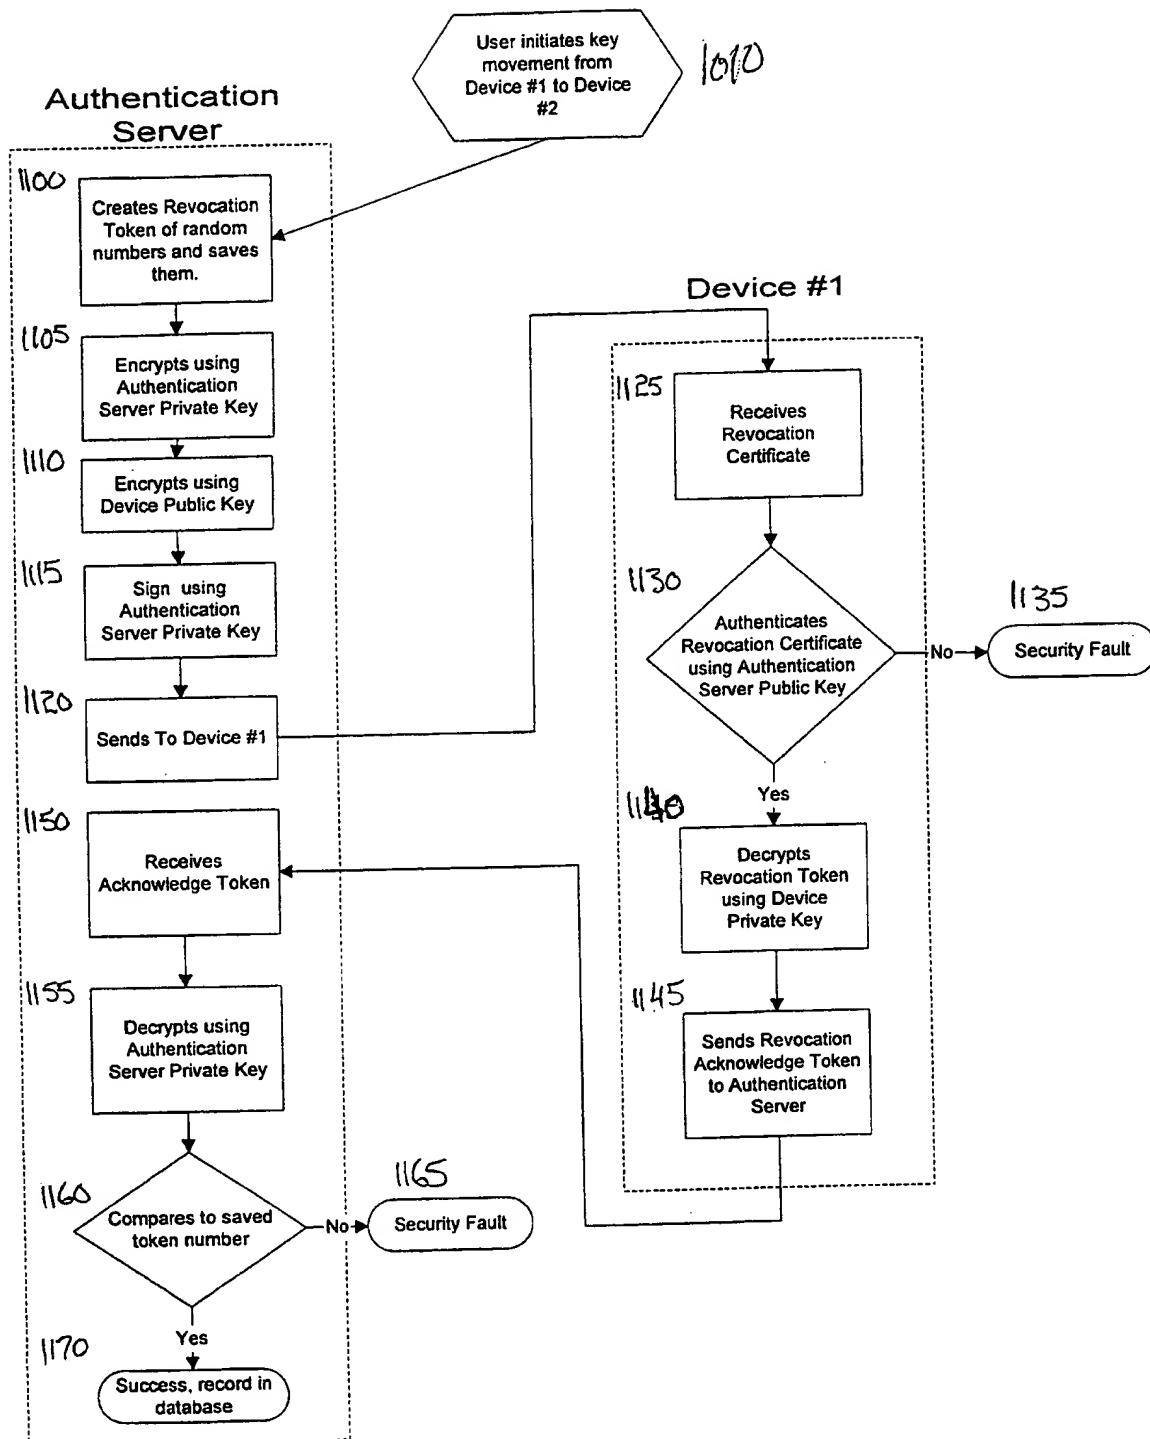 User initiates key
movement from
Device #1 to Device
#2
1010
Authentication
Server
1100
Creates Revocation
Token of random
numbers and saves
them.
1105
Encrypts using
Authentication
Server Private Key
1110
Encrypts using
Device Public Key
1115
Sign using
Authentication
Server Private Key
1120
Sends To Device #1
Device #1
1125
Receives
Revocation
Certificate
1130
Authenticates
Revocation Certificate
using Authentication
Server Public Key
No
1135
Security Fault
Yes
1140
Decrypts
Revocation Token
using Device
Private Key
1145
Sends Revocation
Acknowledge Token
to Authentication
Server
1150
Receives
Acknowledge Token
1155
Decrypts using
Authentication
Server Private Key
1160
Compares to saved
token number
No
1165
Security Fault
Yes
1170
Success, record in
database